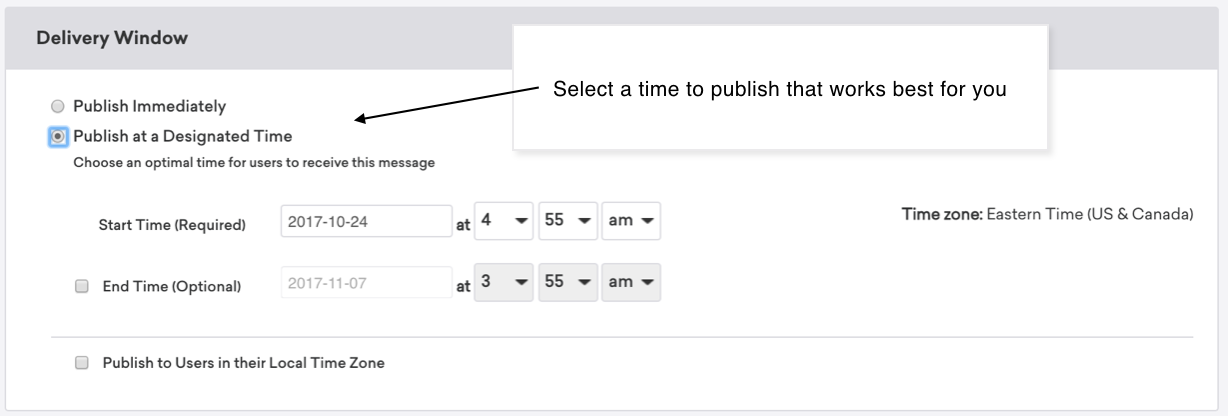 Delivery Window
Select a time to publish that works best for you
Publish Immediately
Publish at a Designated Time
Choose an optimal time for users to receive this message
Start Time (Required) 2017-10-24 at 4 55 am Time zone: Eastern Time (US & Canada)
End Time (Optional) 2017-11-07 at 3 55 am
Publish to Users in their Local Time Zone